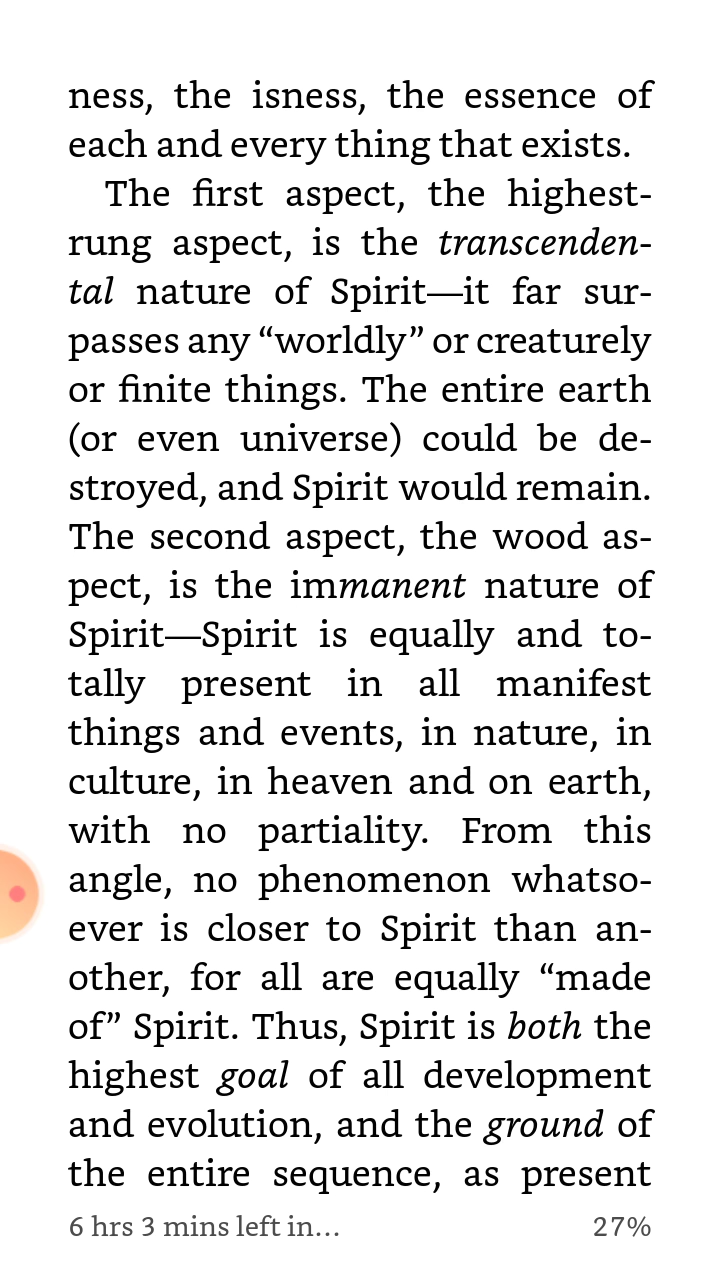 ness, the isness, the essence of
each and every thing that exists.
The first aspect, the highest-
rung aspect, is the transcenden-
tal nature of Spirit—it far sur-
passes any “worldly” or creaturely
or finite things. The entire earth
(or even universe) could be de-
stroyed, and Spirit would remain.
The second aspect, the wood as-
pect, is the immanent nature of
Spirit—Spirit is equally and to-
tally present in all manifest
things and events, in nature, in
culture, in heaven and on earth,
with no partiality. From this
angle, no phenomenon whatso-
ever is closer to Spirit than an-
other, for all are equally “made
of” Spirit. Thus, Spirit is both the
highest goal of all development
and evolution, and the ground of
the entire sequence, as present
6 hrs 3 mins left in… 27%